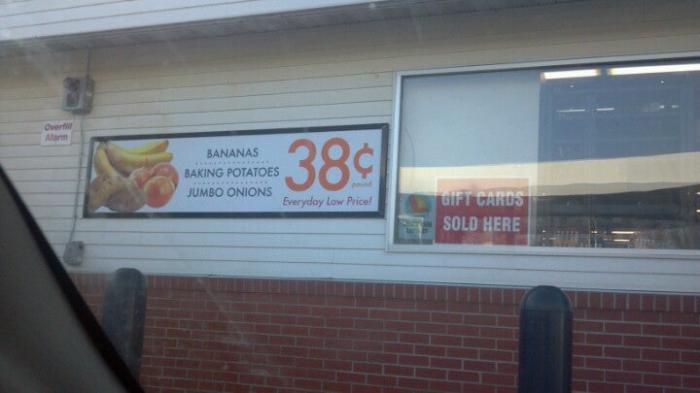 Overfill
Alarm
BANANAS
BAKING POTATOES
JUMBO ONIONS
38¢
pound
Everyday Low Price!
GIFT CARDS
SOLD HERE